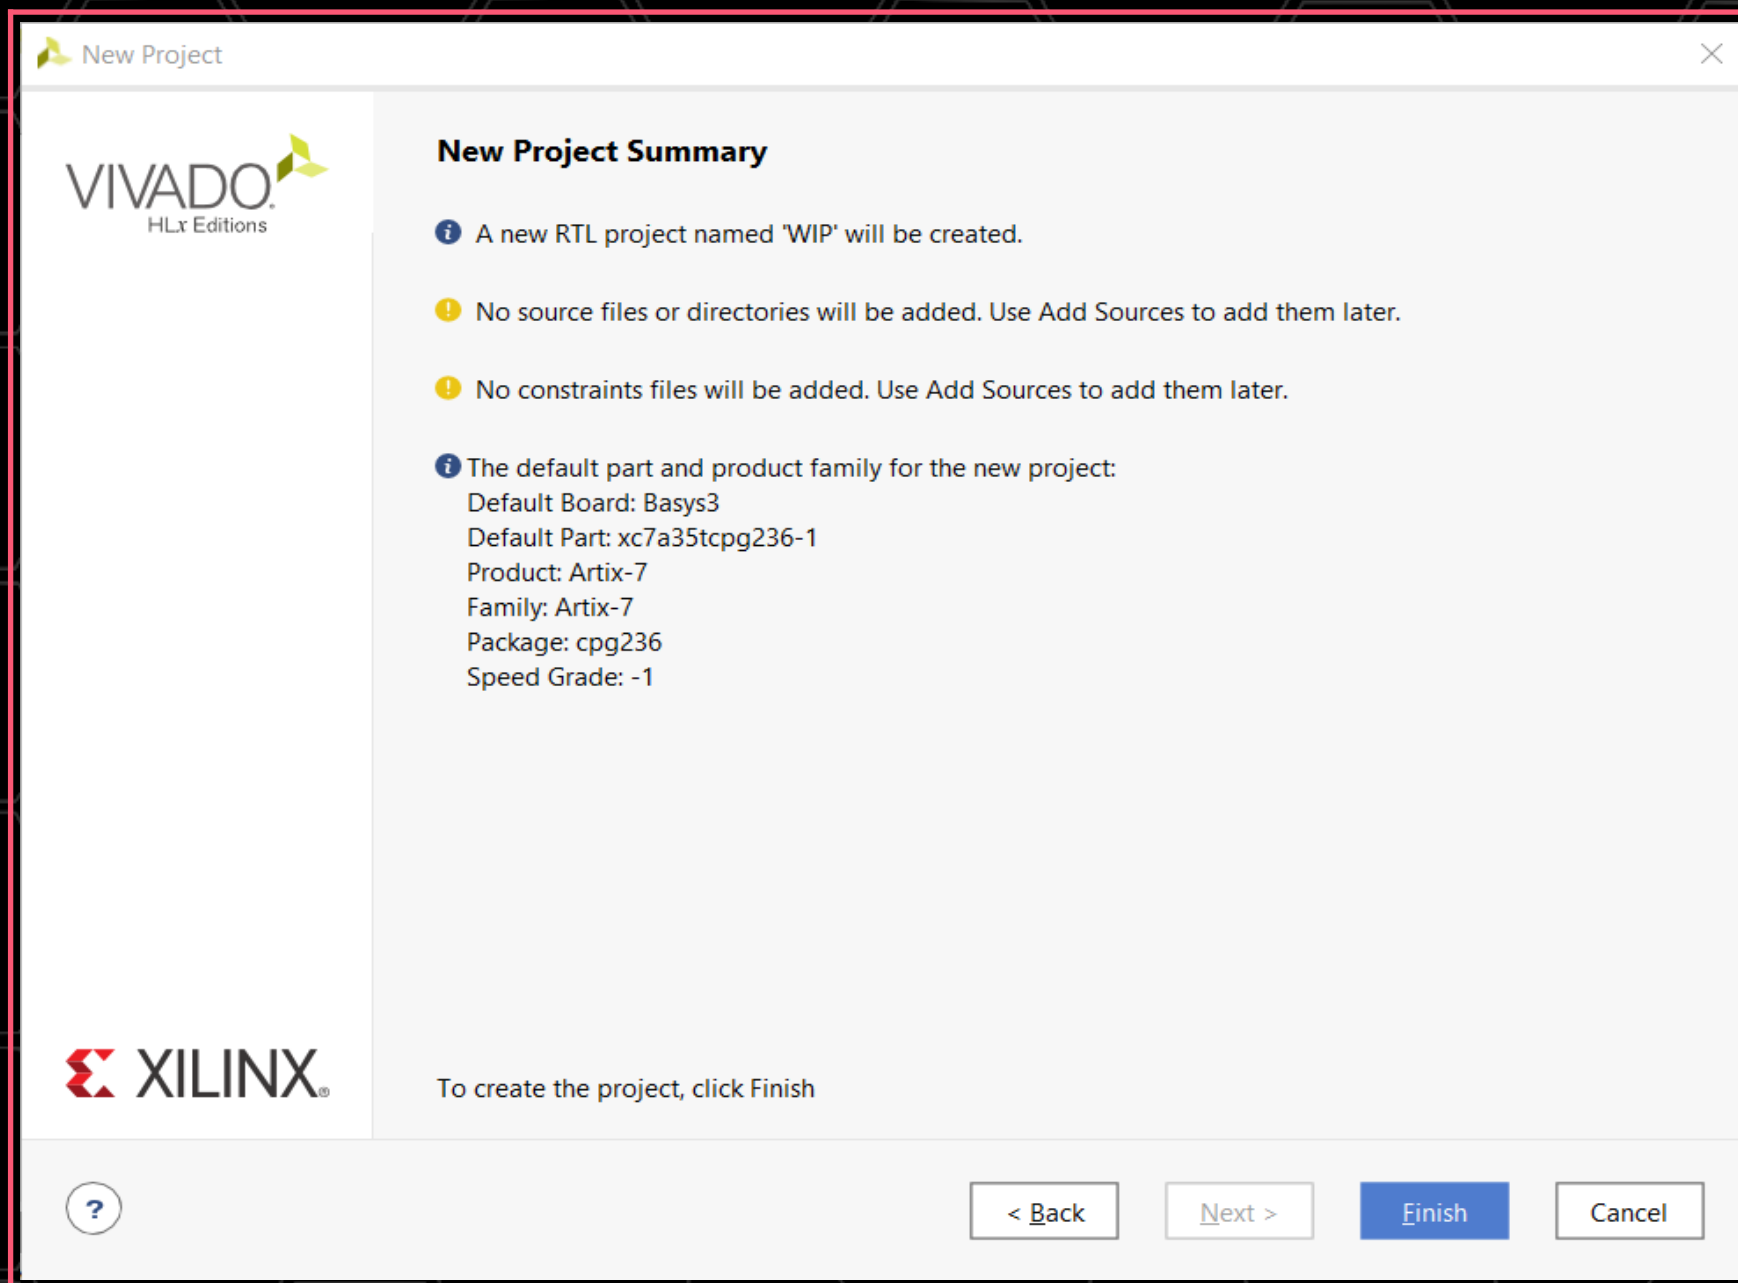 New Project
VIVADO.
HLx Editions
New Project Summary
A new RTL project named 'WIP' will be created.
No source files or directories will be added. Use Add Sources to add them later.
No constraints files will be added. Use Add Sources to add them later.
The default part and product family for the new project:
Default Board: Basys3
Default Part: xc7a35tcpg236-1
Product: Artix-7
Family: Artix-7
Package: cpg236
Speed Grade: -1
XILINX®
To create the project, click Finish
?
< Back
Next >
Finish
Cancel